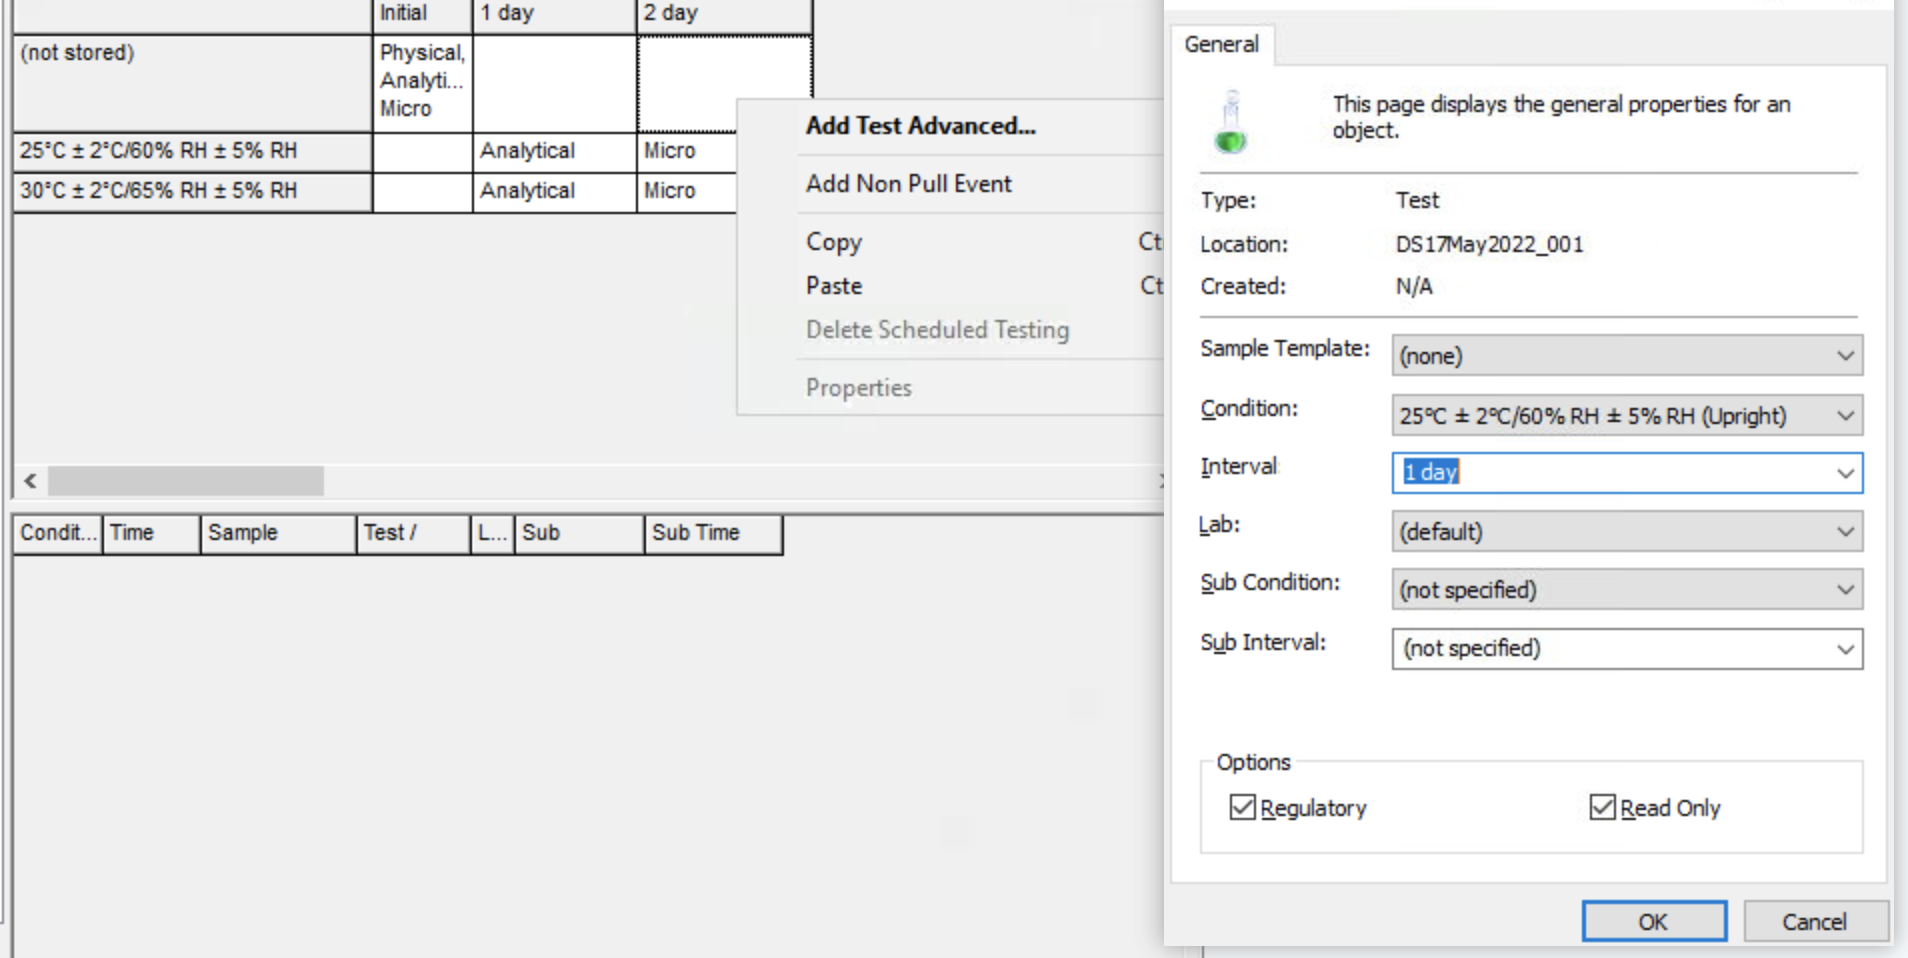 Initial 1 day 2 day
(not stored) Physical,
Analyti...
Micro
25°C ± 2°C/60% RH ± 5% RH Analytical Micro
30°C ± 2°C/65% RH ± 5% RH Analytical Micro
Add Test Advanced...
Add Non Pull Event
Copy Ct
Paste Ct
Delete Scheduled Testing
Properties
Condit... Time Sample Test / L... Sub Sub Time
General
This page displays the general properties for an
object.
Type: Test
Location: DS17May2022_001
Created: N/A
Sample Template: (none)
Condition: 25°C ± 2°C/60% RH ± 5% RH (Upright)
Interval 1 day
Lab: (default)
Sub Condition: (not specified)
Sub Interval: (not specified)
Options
Regulatory Read Only
OK Cancel